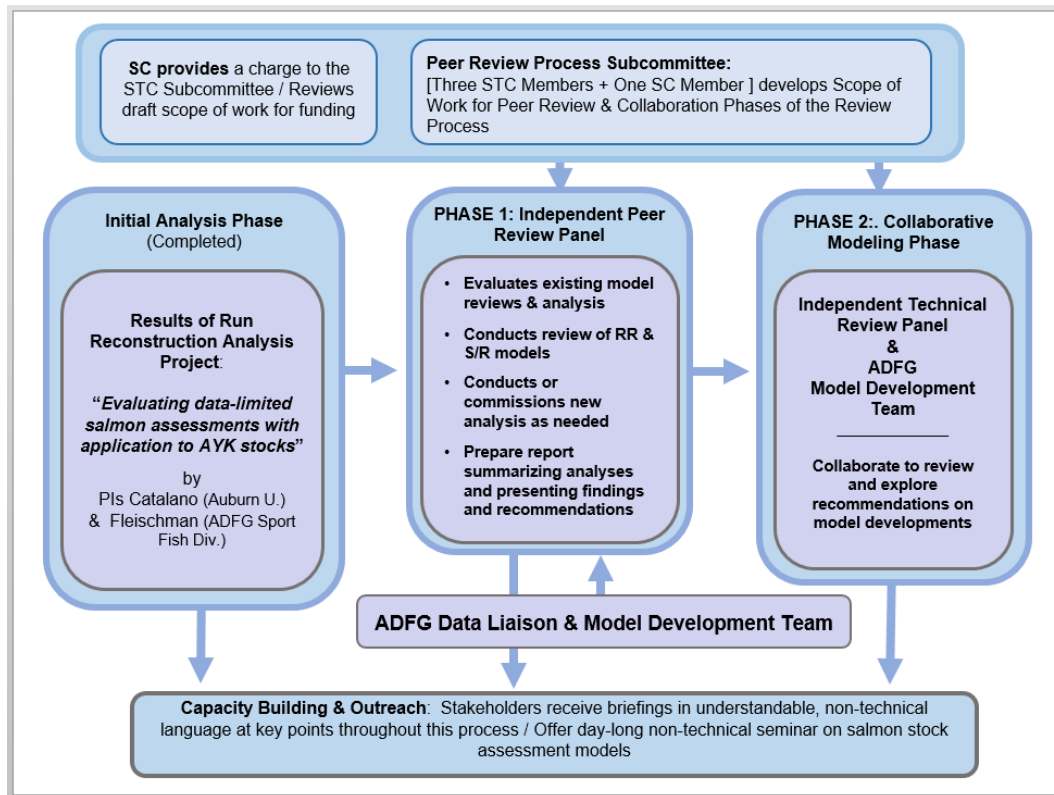 SC provides a charge to the
STC Subcommittee / Reviews
draft scope of work for funding
Peer Review Process Subcommittee:
[Three STC Members + One SC Member ] develops Scope of
Work for Peer Review & Collaboration Phases of the Review
Process
Initial Analysis Phase
(Completed)
Results of Run
Reconstruction Analysis
Project:
“Evaluating data-limited
salmon assessments with
application to AYK stocks”
by
PIs Catalano (Auburn U.)
& Fleischman (ADFG Sport
Fish Div.)
PHASE 1: Independent Peer
Review Panel
• Evaluates existing model
reviews & analysis
• Conducts review of RR &
S/R models
• Conducts or
commissions new
analysis as needed
• Prepare report
summarizing analyses
and presenting findings
and recommendations
PHASE 2:. Collaborative
Modeling Phase
Independent Technical
Review Panel
&
ADFG
Model Development
Team
Collaborate to review
and explore
recommendations on
model developments
ADFG Data Liaison & Model Development Team
Capacity Building & Outreach: Stakeholders receive briefings in understandable, non-technical
language at key points throughout this process / Offer day-long non-technical seminar on salmon stock
assessment models